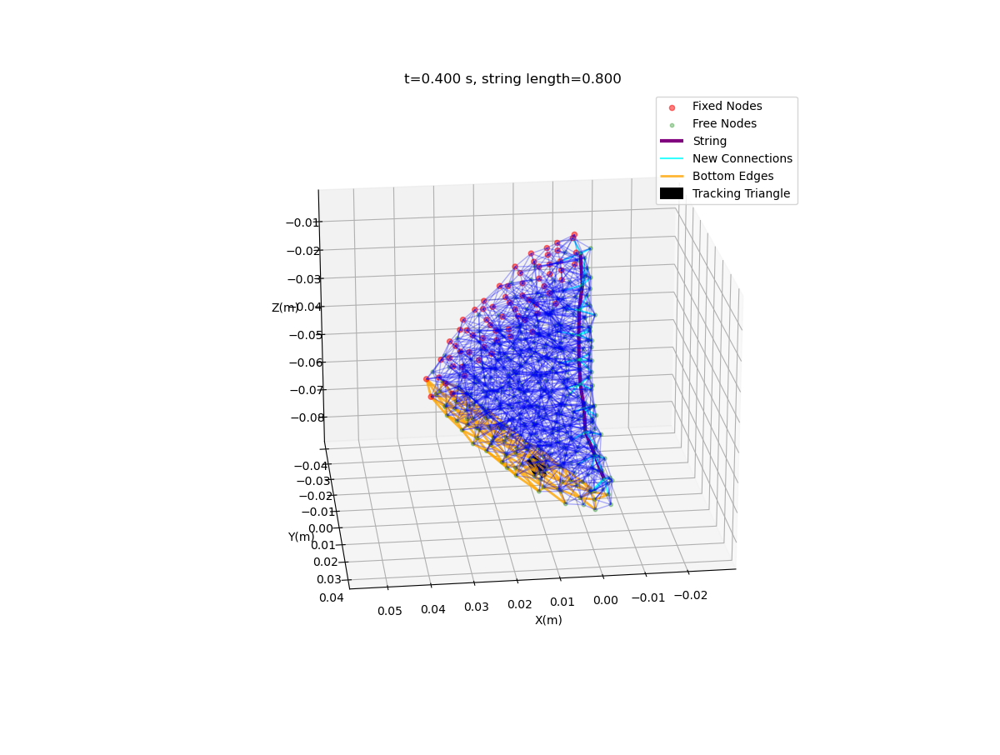 t=0.400 s, string length=0.800
Fixed Nodes
Free Nodes
String
New Connections
Bottom Edges
Tracking Triangle
−0.01
−0.02
−0.03
−0.04
−0.05
−0.06
−0.07
−0.08
Z(m)
−0.04
−0.03
−0.02
−0.01
0.00
0.01
0.02
0.03
0.04
Y(m)
0.05
0.04
0.03
0.02
0.01
0.00
−0.01
−0.02
X(m)